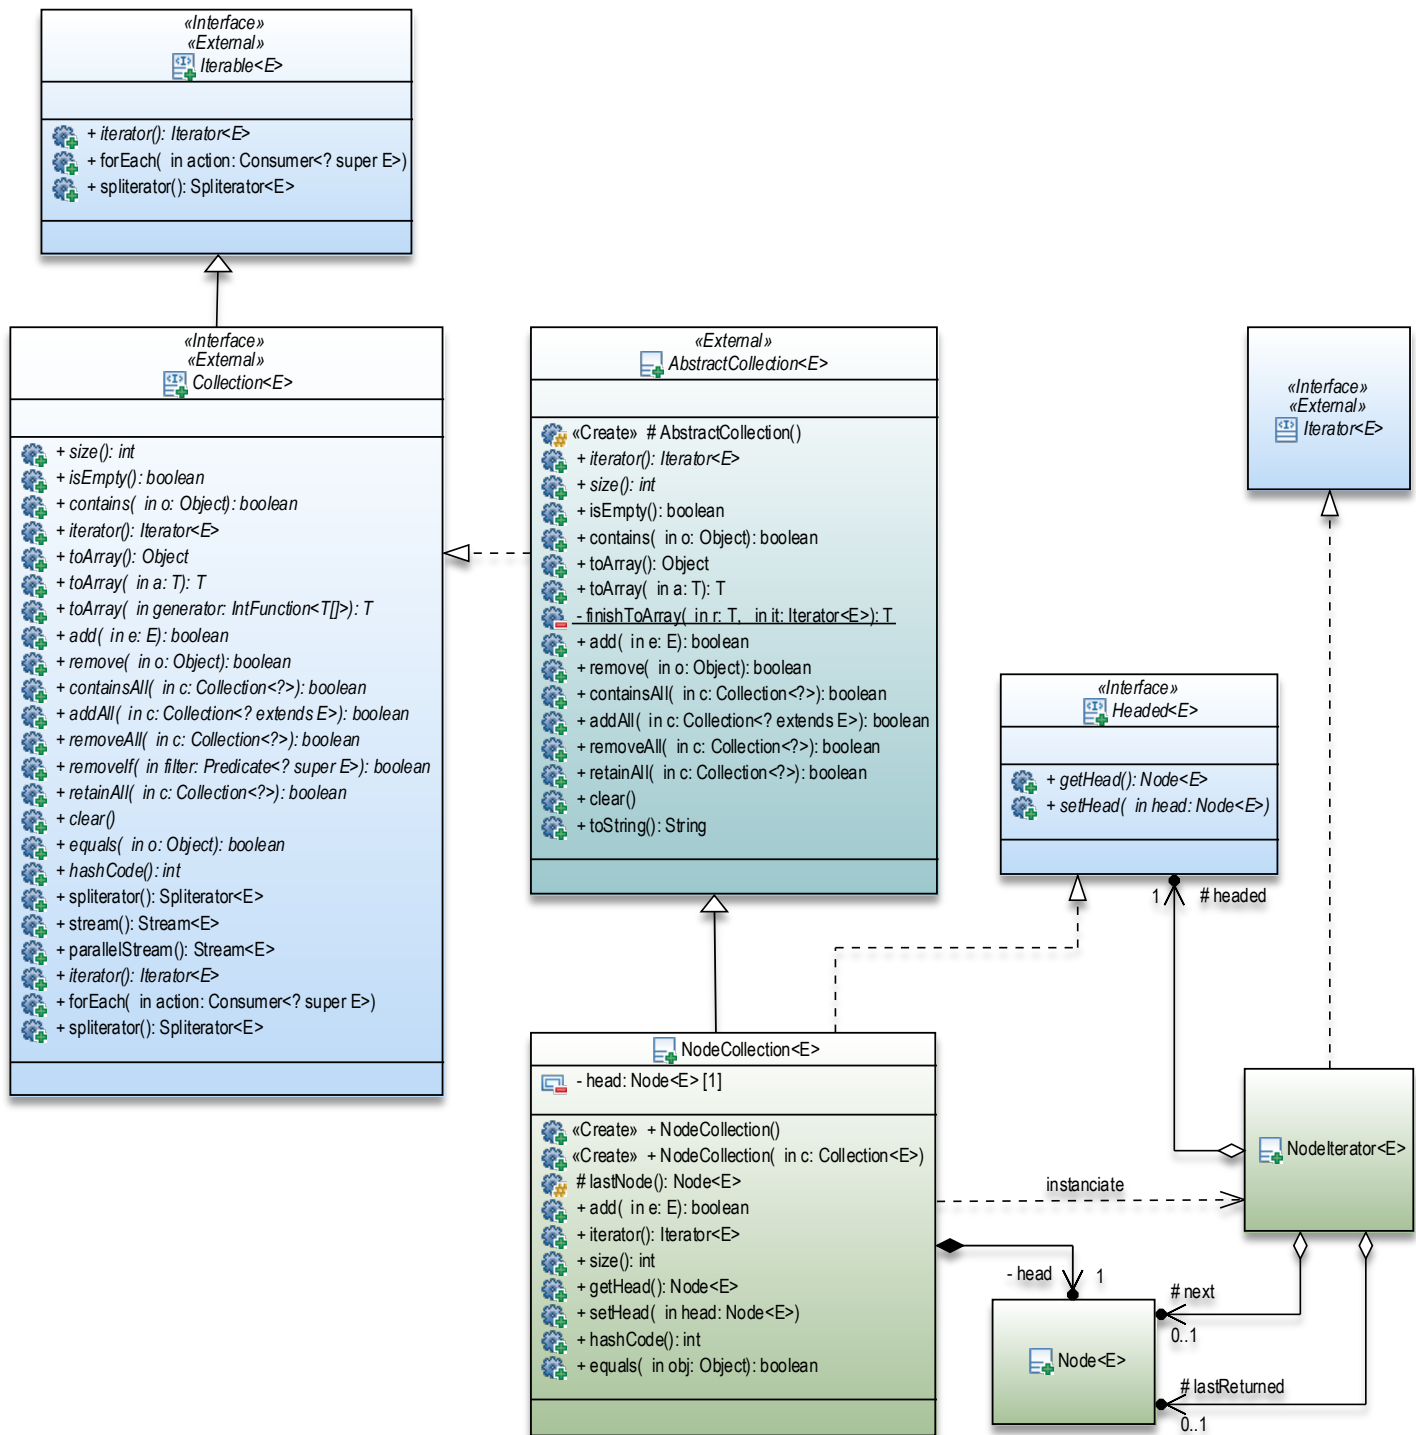 «Interface»
«External»
Iterable<E>
+ iterator(): Iterator<E>
+ forEach( in action: Consumer<? super E>)
+ spliterator(): Spliterator<E>
«Interface»
«External»
Collection<E>
+ size(): int
+ isEmpty(): boolean
+ contains( in o: Object): boolean
+ iterator(): Iterator<E>
+ toArray(): Object
+ toArray( in a: T): T
+ toArray( in generator: IntFunction<T[]>): T
+ add( in e: E): boolean
+ remove( in o: Object): boolean
+ containsAll( in c: Collection<?>): boolean
+ addAll( in c: Collection<? extends E>): boolean
+ removeAll( in c: Collection<?>): boolean
+ removeIf( in filter: Predicate<? super E>): boolean
+ retainAll( in c: Collection<?>): boolean
+ clear()
+ equals( in o: Object): boolean
+ hashCode(): int
+ spliterator(): Spliterator<E>
+ stream(): Stream<E>
+ parallelStream(): Stream<E>
+ iterator(): Iterator<E>
+ forEach( in action: Consumer<? super E>)
+ spliterator(): Spliterator<E>
«External»
AbstractCollection<E>
«Create» # AbstractCollection()
+ iterator(): Iterator<E>
+ size(): int
+ isEmpty(): boolean
+ contains( in o: Object): boolean
+ toArray(): Object
+ toArray( in a: T): T
- finishToArray( in r: T, in it: Iterator<E>): T
+ add( in e: E): boolean
+ remove( in o: Object): boolean
+ containsAll( in c: Collection<?>): boolean
+ addAll( in c: Collection<? extends E>): boolean
+ removeAll( in c: Collection<?>): boolean
+ retainAll( in c: Collection<?>): boolean
+ clear()
+ toString(): String
«Interface»
«External»
Iterator<E>
«Interface»
Headed<E>
+ getHead(): Node<E>
+ setHead( in head: Node<E>)
1
# headed
NodeCollection<E>
- head: Node<E> [1]
«Create» + NodeCollection()
«Create» + NodeCollection( in c: Collection<E>)
# lastNode(): Node<E>
+ add( in e: E): boolean
+ iterator(): Iterator<E>
+ size(): int
+ getHead(): Node<E>
+ setHead( in head: Node<E>)
+ hashCode(): int
+ equals( in obj: Object): boolean
NodeIterator<E>
instanciate
- head
1
# next
0..1
Node<E>
# lastReturned
0..1